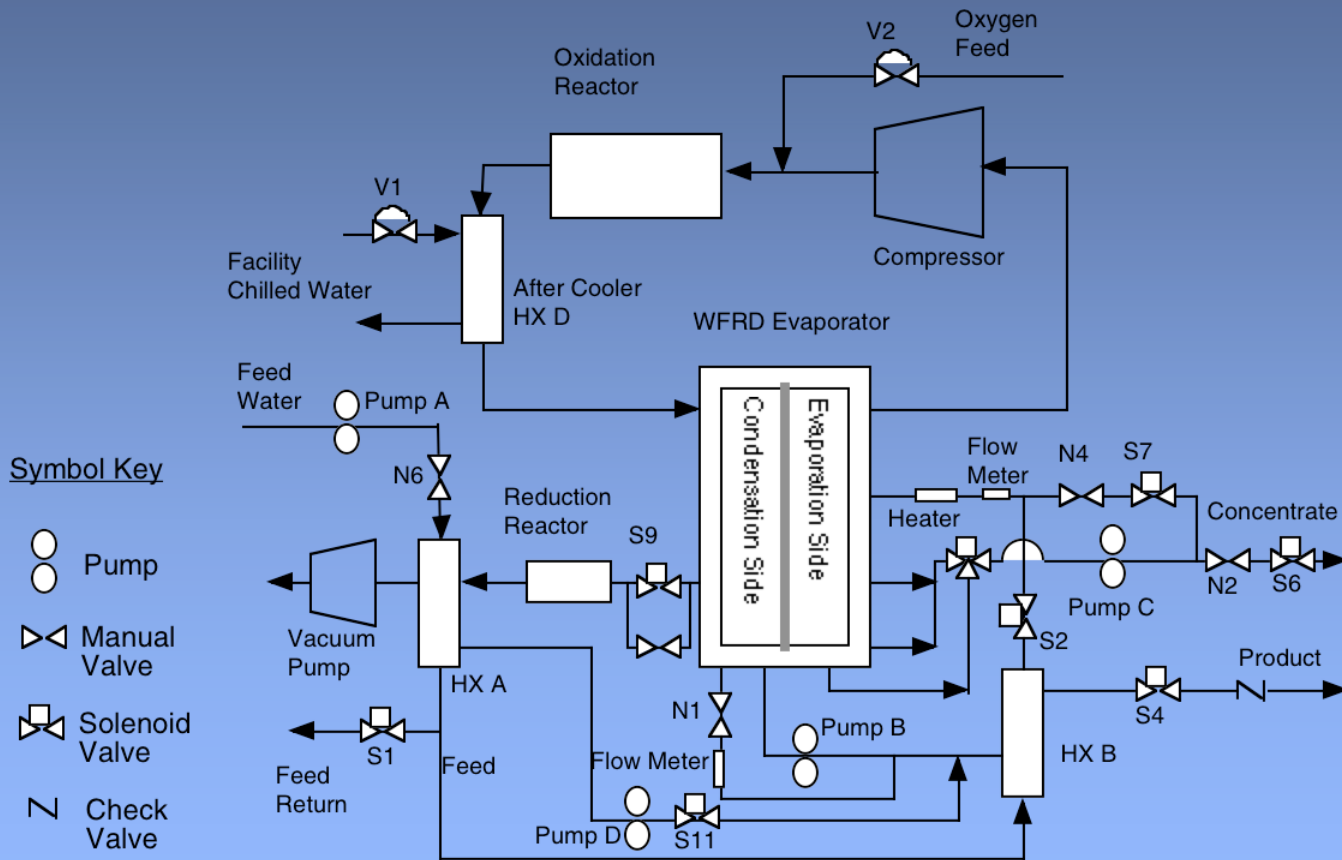 V2
Oxygen
Feed
Oxidation
Reactor
V1
Compressor
Facility
Chilled Water
After Cooler
HX D
WFRD Evaporator
Feed
Water
Pump A
Condensation Side
Evaporation Side
Symbol Key
N6
Reduction
Reactor
S9
Flow
Meter
N4
S7
Heater
Concentrate
Pump
Vacuum
Pump
Pump C
N2
S6
Manual
Valve
HX A
S2
Product
N1
S4
Solenoid
Valve
S1
Feed
Flow Meter
Pump B
HX B
Feed
Return
Check
Valve
Pump D
S11